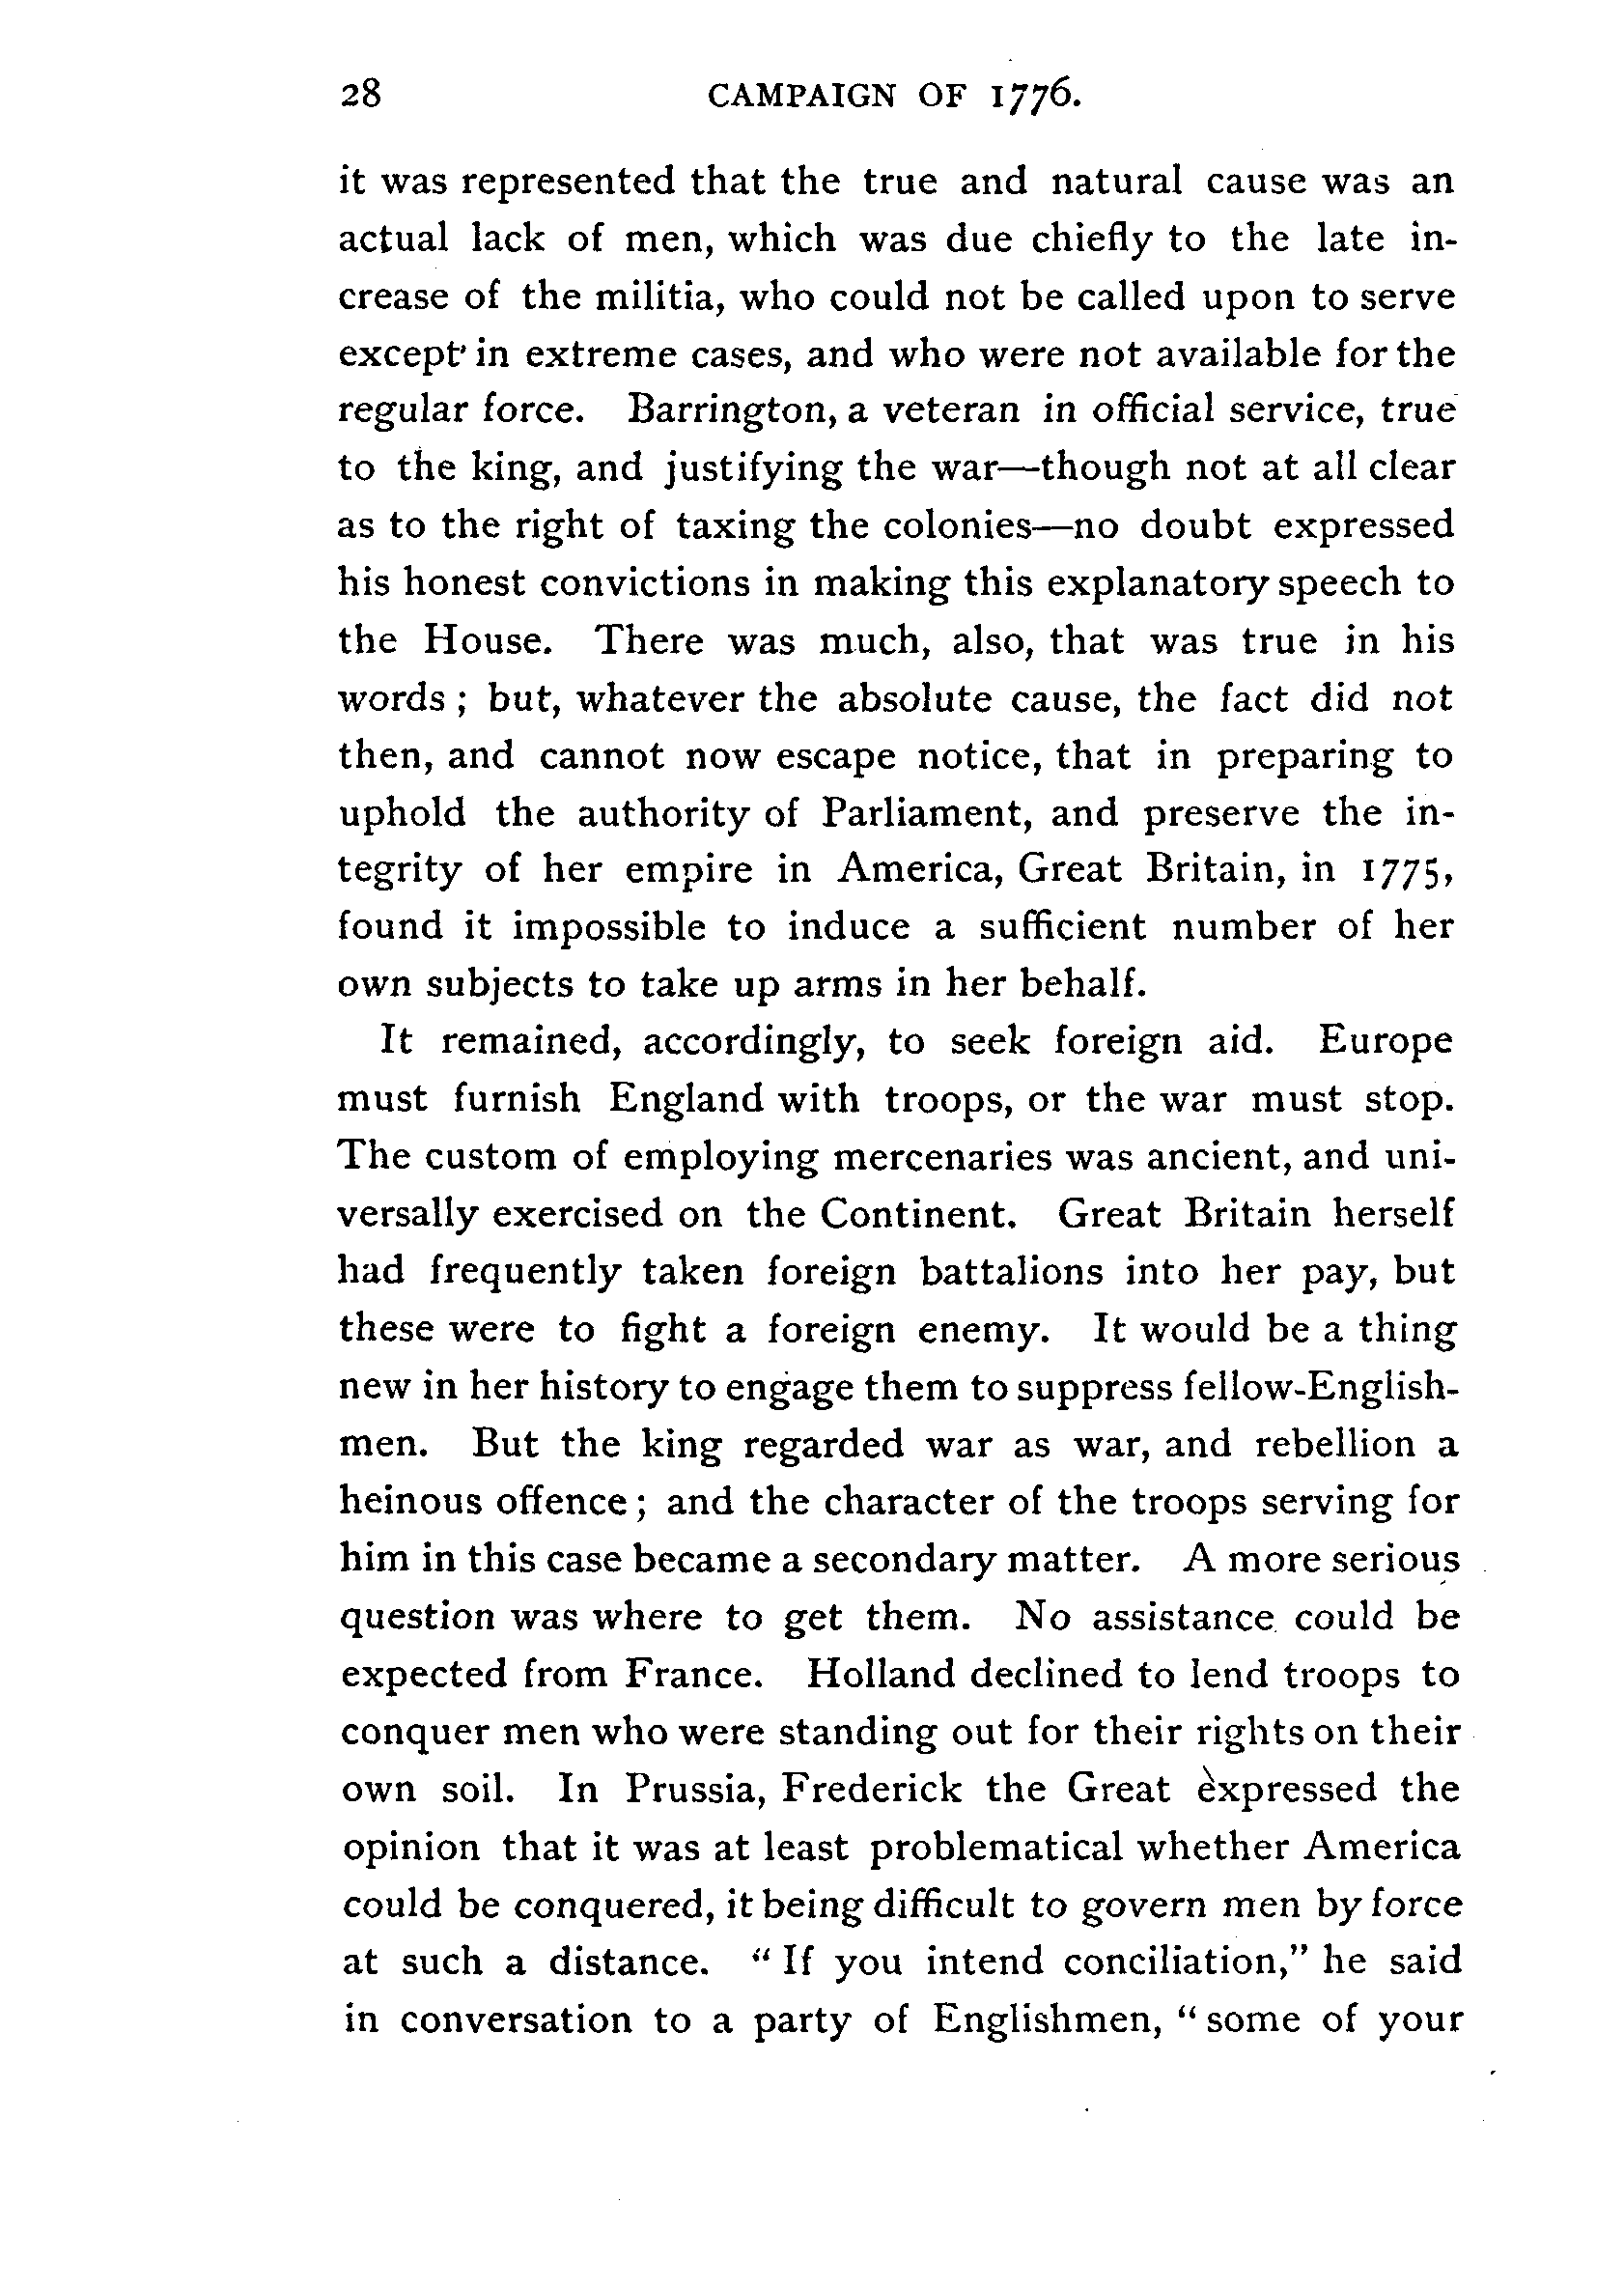 28 CAMPAIGN OF 1776.
it was represented that the true and natural cause was an
actual lack of men, which was due chiefly to the late in-
crease of the militia, who could not be called upon to serve
except in extreme cases, and who were not available for the
regular force. Barrington, a veteran in official service, true
to the king, and justifying the war—though not at all clear
as to the right of taxing the colonies—no doubt expressed
his honest convictions in making this explanatory speech to
the House. There was much, also, that was true in his
words ; but, whatever the absolute cause, the fact did not
then, and cannot now escape notice, that in preparing to
uphold the authority of Parliament, and preserve the in-
tegrity of her empire in America, Great Britain, in 1775,
found it impossible to induce a sufficient number of her
own subjects to take up arms in her behalf.
It remained, accordingly, to seek foreign aid. Europe
must furnish England with troops, or the war must stop.
The custom of employing mercenaries was ancient, and uni-
versally exercised on the Continent. Great Britain herself
had frequently taken foreign battalions into her pay, but
these were to fight a foreign enemy. It would be a thing
new in her history to engage them to suppress fellow-English-
men. But the king regarded war as war, and rebellion a
heinous offence ; and the character of the troops serving for
him in this case became a secondary matter. A more serious
question was where to get them. No assistance could be
expected from France. Holland declined to lend troops to
conquer men who were standing out for their rights on their
own soil. In Prussia, Frederick the Great expressed the
opinion that it was at least problematical whether America
could be conquered, it being difficult to govern men by force
at such a distance. “ If you intend conciliation,” he said
in conversation to a party of Englishmen, “ some of your